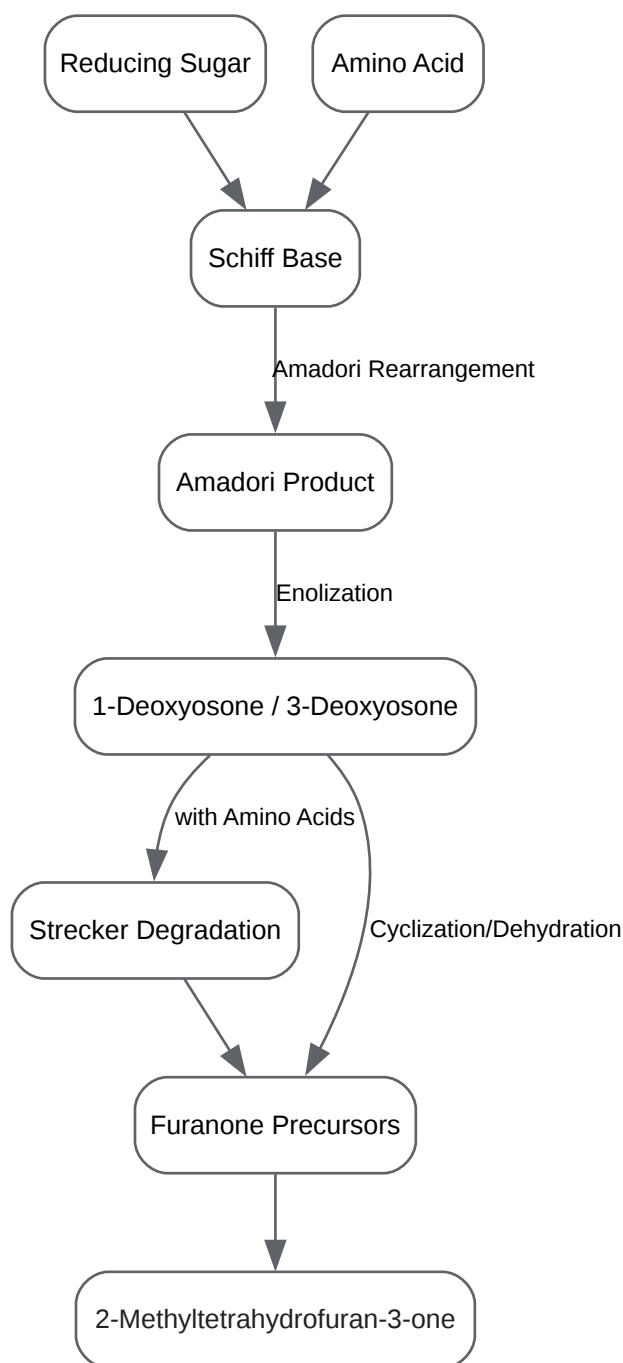 Reducing Sugar
Amino Acid
Schiff Base
Amadori Rearrangement
Amadori Product
Enolization
1-Deoxyosone / 3-Deoxyosone
with Amino Acids
Strecker Degradation
Cyclization/Dehydration
Furanone Precursors
2-Methyltetrahydrofuran-3-one